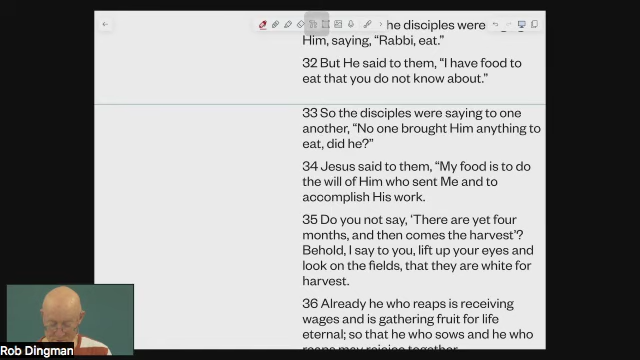 he disciples were
Him, saying, “Rabbi, eat.”
32 But He said to them, “I have food to
eat that you do not know about.”
33 So the disciples were saying to one
another, “No one brought Him anything to
eat, did he?”
34 Jesus said to them, “My food is to do
the will of Him who sent Me and to
accomplish His work.
35 Do you not say, ‘There are yet four
months, and then comes the harvest’?
Behold, I say to you, lift up your eyes and
look on the fields, that they are white for
harvest.
36 Already he who reaps is receiving
wages and is gathering fruit for life
eternal; so that he who sows and he who
reaps may rejoice together.
Rob Dingman